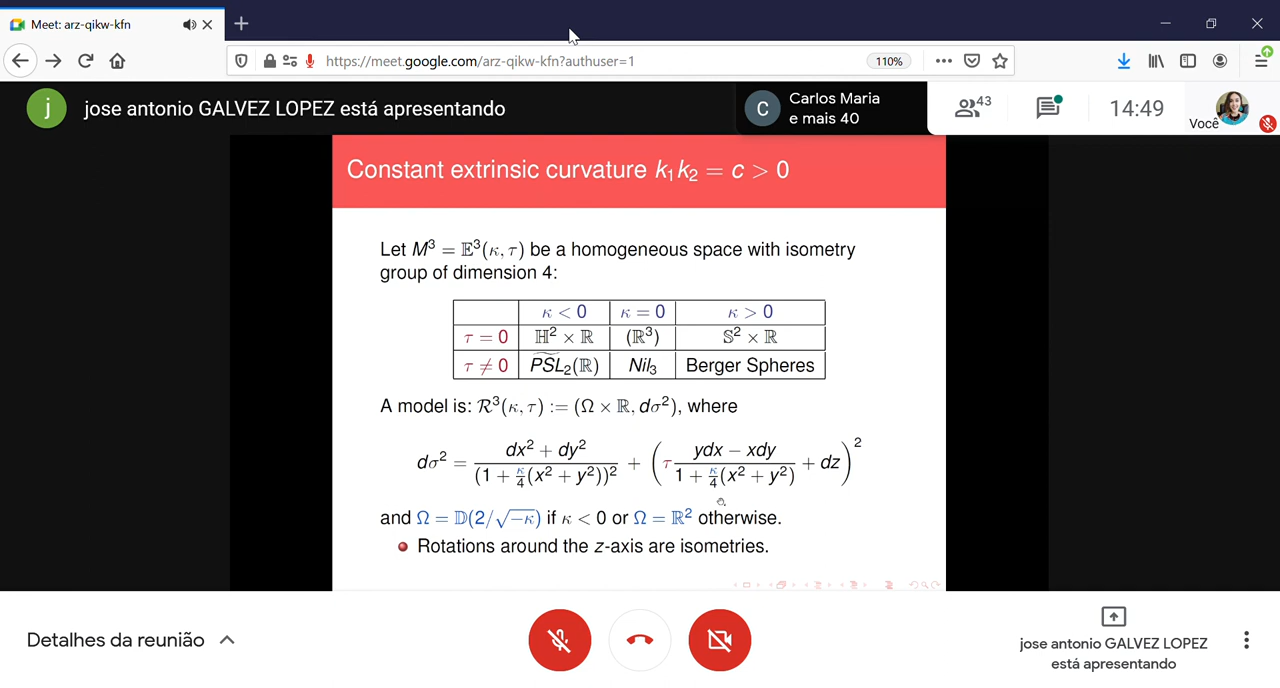 Meet: arz-qikw-kfn
https://meet.google.com/arz-qikw-kfn?authuser=1
110%
j
jose antonio GALVEZ LOPEZ está apresentando
C
Carlos Maria
e mais 40
43
14:49
Você
Constant extrinsic curvature k₁k₂ = c > 0
Let M³ = 𝔼³(κ, τ) be a homogeneous space with isometry
group of dimension 4:
κ < 0 κ = 0 κ > 0
τ = 0 ℍ² × ℝ (ℝ³) 𝕊² × ℝ
τ ≠ 0 P͠SL₂(ℝ) Nil₃ Berger Spheres
A model is: ℛ³(κ, τ) := (Ω × ℝ, dσ²), where
dσ² = (dx² + dy²)/(1 + κ/4(x² + y²))² + (τ (ydx − xdy)/(1 + κ/4(x² + y²)) + dz)²
and Ω = 𝔻(2/√−κ) if κ < 0 or Ω = ℝ² otherwise.
Rotations around the z-axis are isometries.
Detalhes da reunião
jose antonio GALVEZ LOPEZ
está apresentando